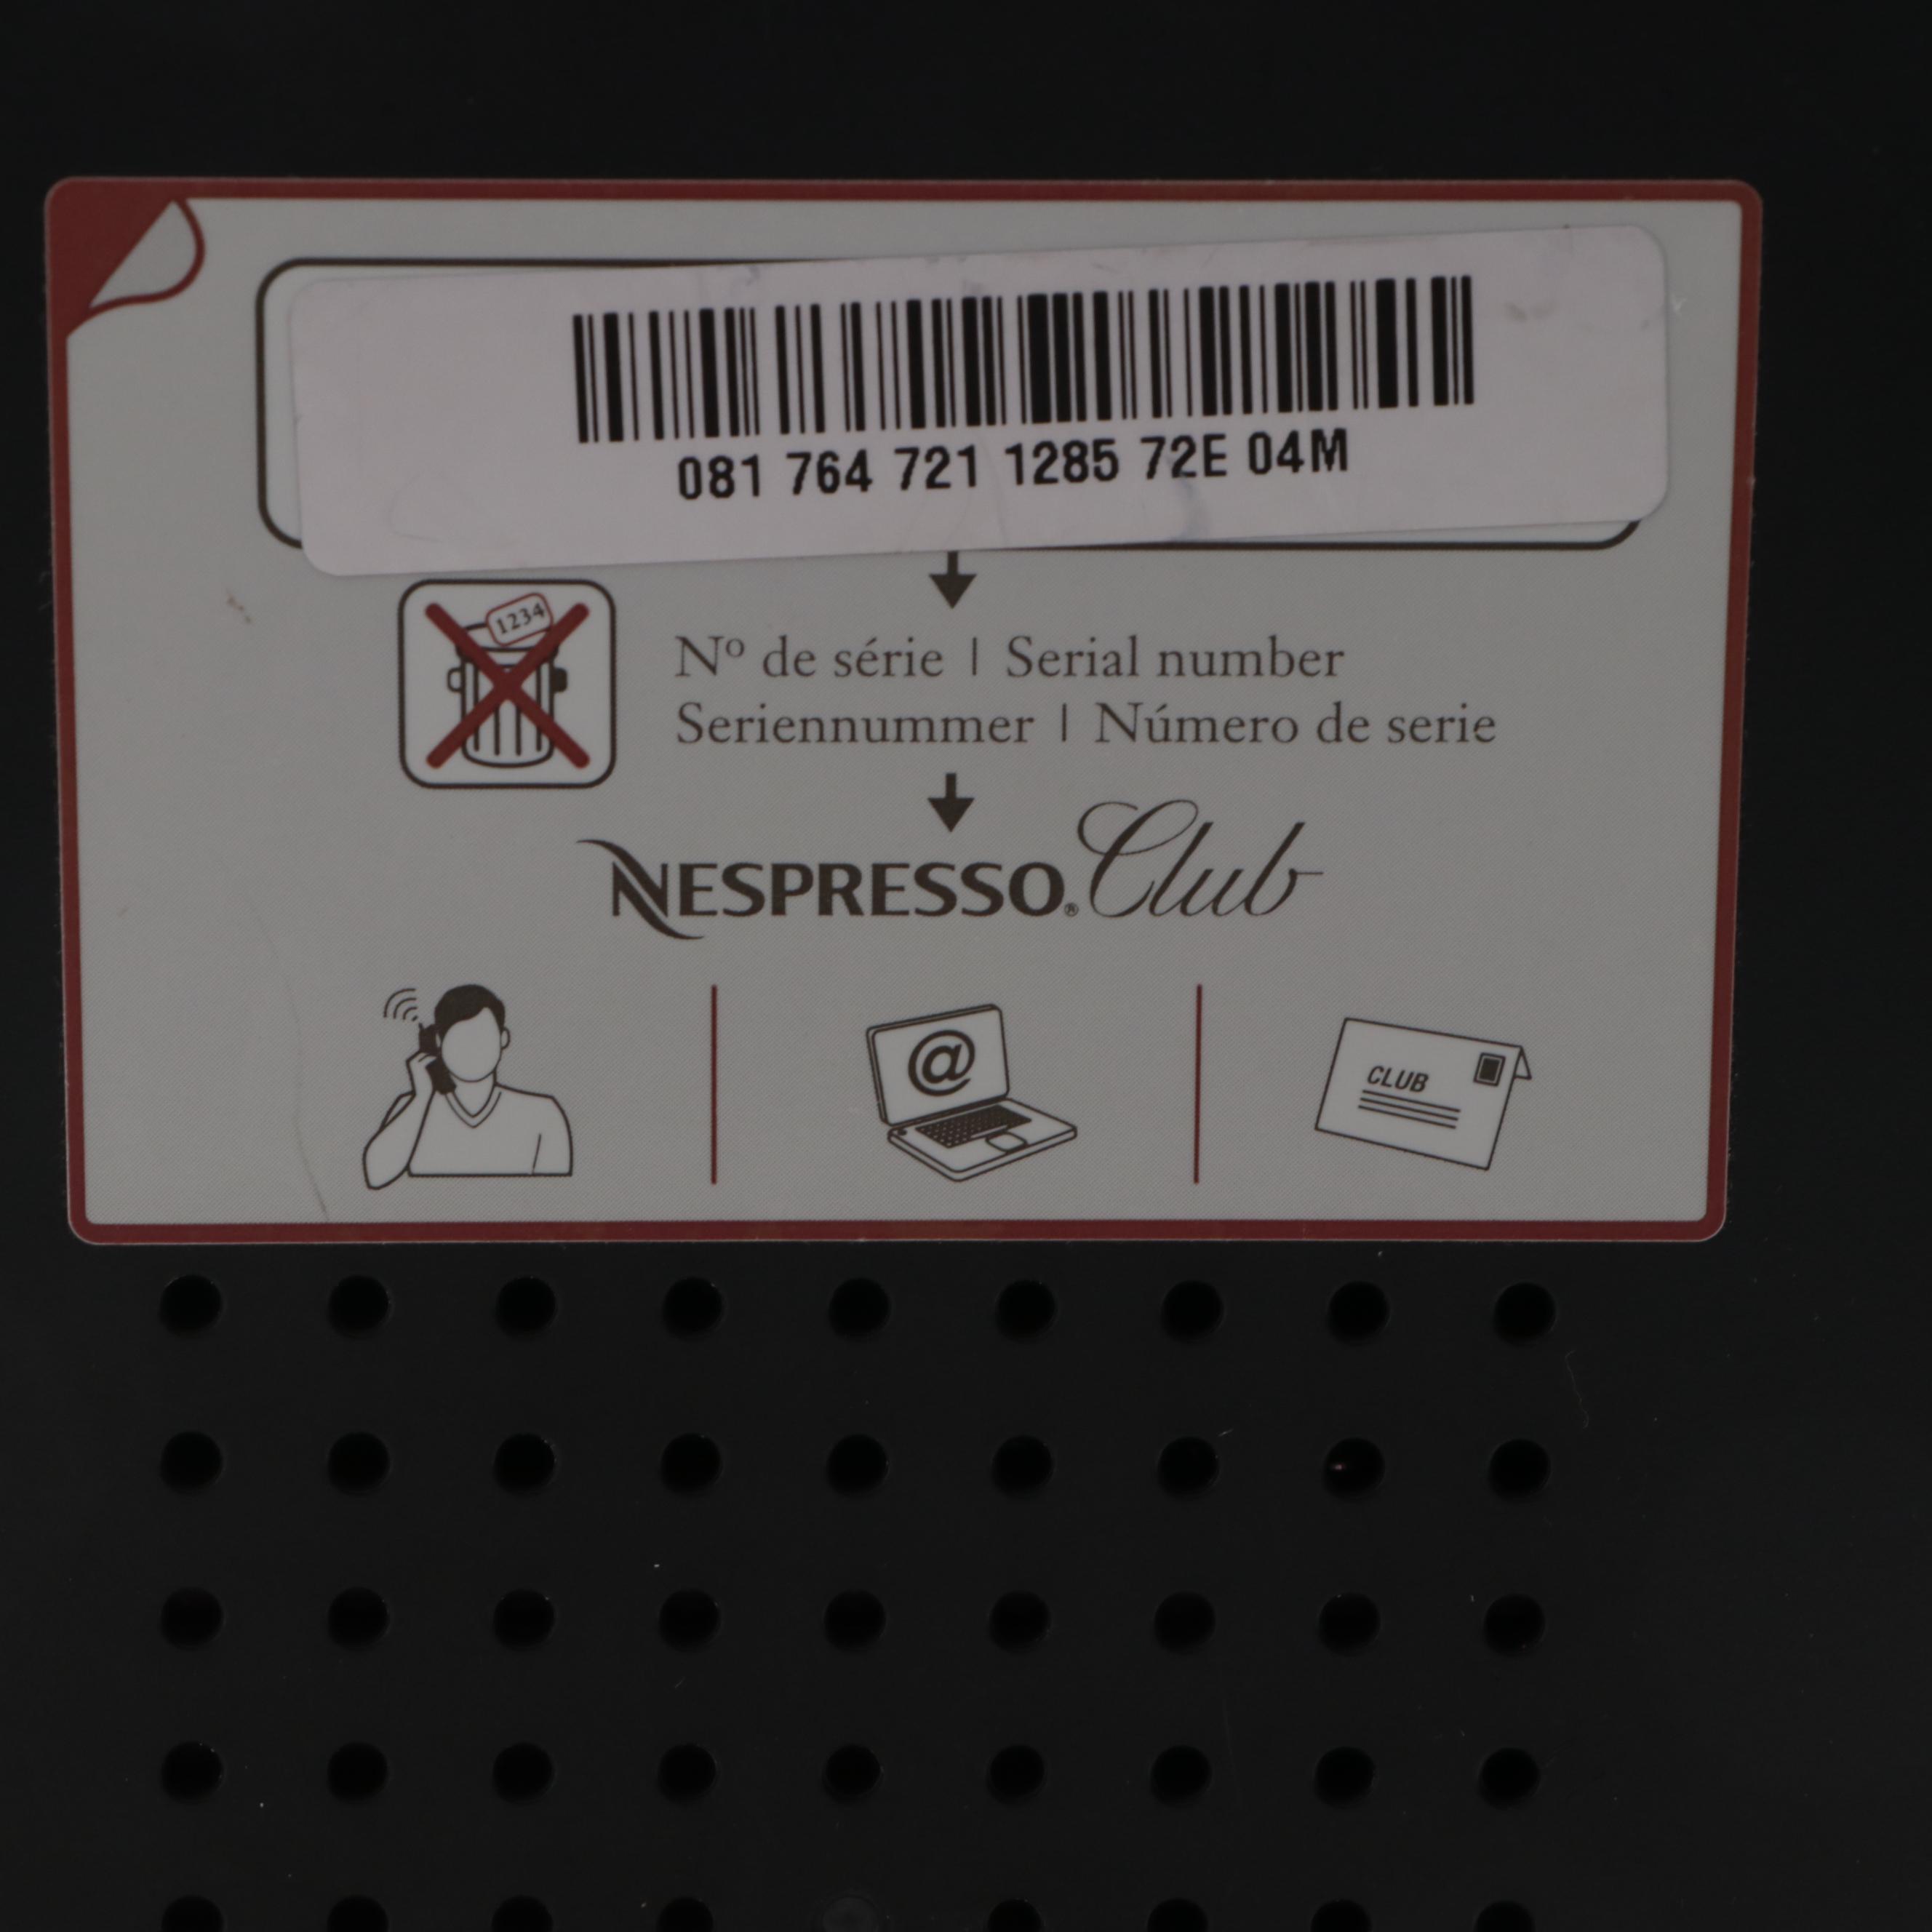 081 764 721 1285 72E 04M
1234
Nº de série | Serial number
Seriennummer | Número de serie
NESPRESSO.® Club
@
CLUB